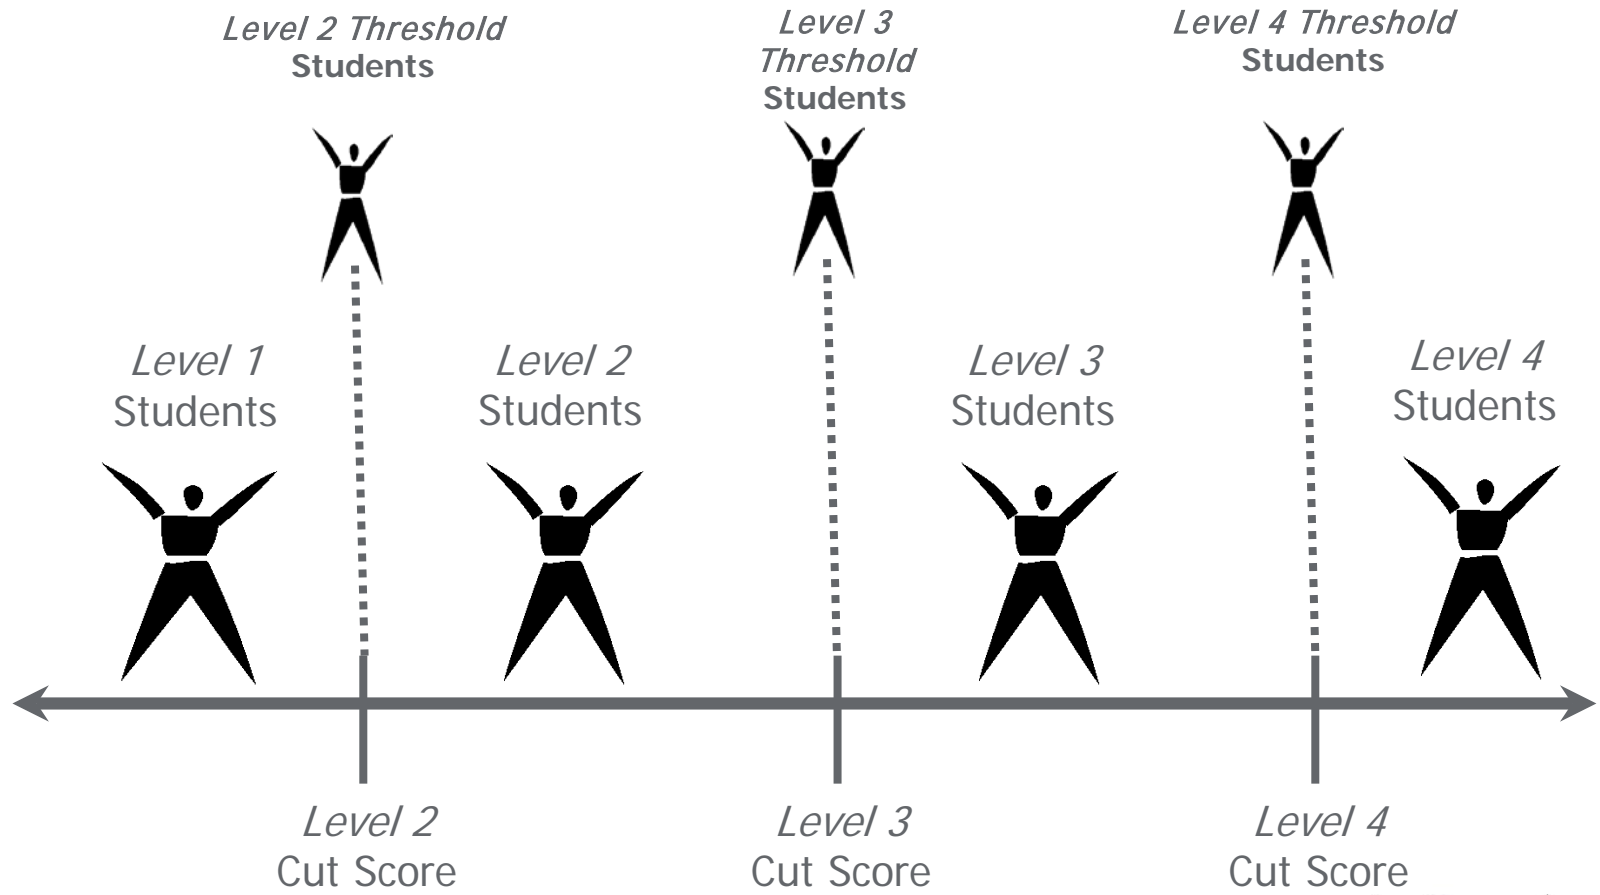 Level 2 Threshold
Students
Level 3
Threshold
Students
Level 4 Threshold
Students
Level 1
Students
Level 2
Students
Level 3
Students
Level 4
Students
Level 2
Cut Score
Level 3
Cut Score
Level 4
Cut Score